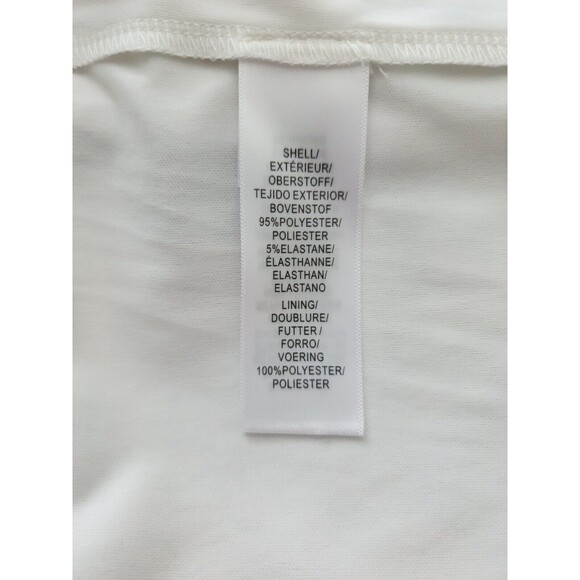 SHELL/
EXTÉRIEUR/
OBERSTOFF/
TEJIDO EXTERIOR/
BOVENSTOF
95%POLYESTER/
POLIESTER
5%ELASTANE/
ÉLASTHANNE/
ELASTHAN/
ELASTANO
LINING/
DOUBLURE/
FUTTER /
FORRO/
VOERING
100%POLYESTER/
POLIESTER